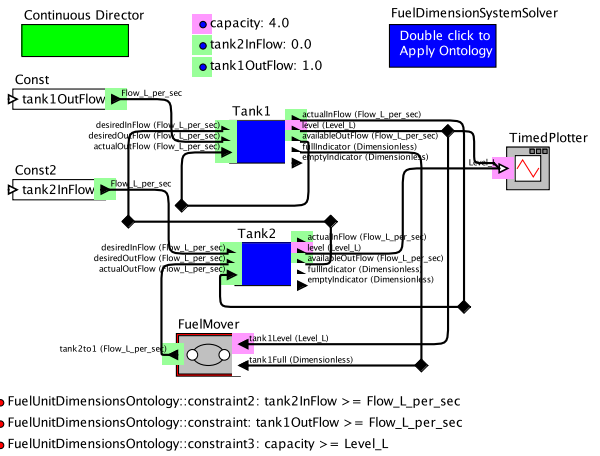 Continuous Director
capacity: 4.0
tank2InFlow: 0.0
tank1OutFlow: 1.0
FuelDimensionSystemSolver
Double click to
Apply Ontology
Const
tank1OutFlow
Flow_L_per_sec
Tank1
desiredInFlow (Flow_L_per_sec)
desiredOutFlow (Flow_L_per_sec)
actualOutFlow (Flow_L_per_sec)
actualInFlow (Flow_L_per_sec)
level (Level_L)
availableOutFlow (Flow_L_per_sec)
fullIndicator (Dimensionless)
emptyIndicator (Dimensionless)
TimedPlotter
Level_L
Const2
tank2InFlow
Flow_L_per_sec
Tank2
desiredInFlow (Flow_L_per_sec)
desiredOutFlow (Flow_L_per_sec)
actualOutFlow (Flow_L_per_sec)
actualInFlow (Flow_L_per_sec)
level (Level_L)
availableOutFlow (Flow_L_per_sec)
fullIndicator (Dimensionless)
emptyIndicator (Dimensionless)
FuelMover
tank2to1 (Flow_L_per_sec)
tank1Level (Level_L)
tank1Full (Dimensionless)
FuelUnitDimensionsOntology::constraint2: tank2InFlow >= Flow_L_per_sec
FuelUnitDimensionsOntology::constraint: tank1OutFlow >= Flow_L_per_sec
FuelUnitDimensionsOntology::constraint3: capacity >= Level_L